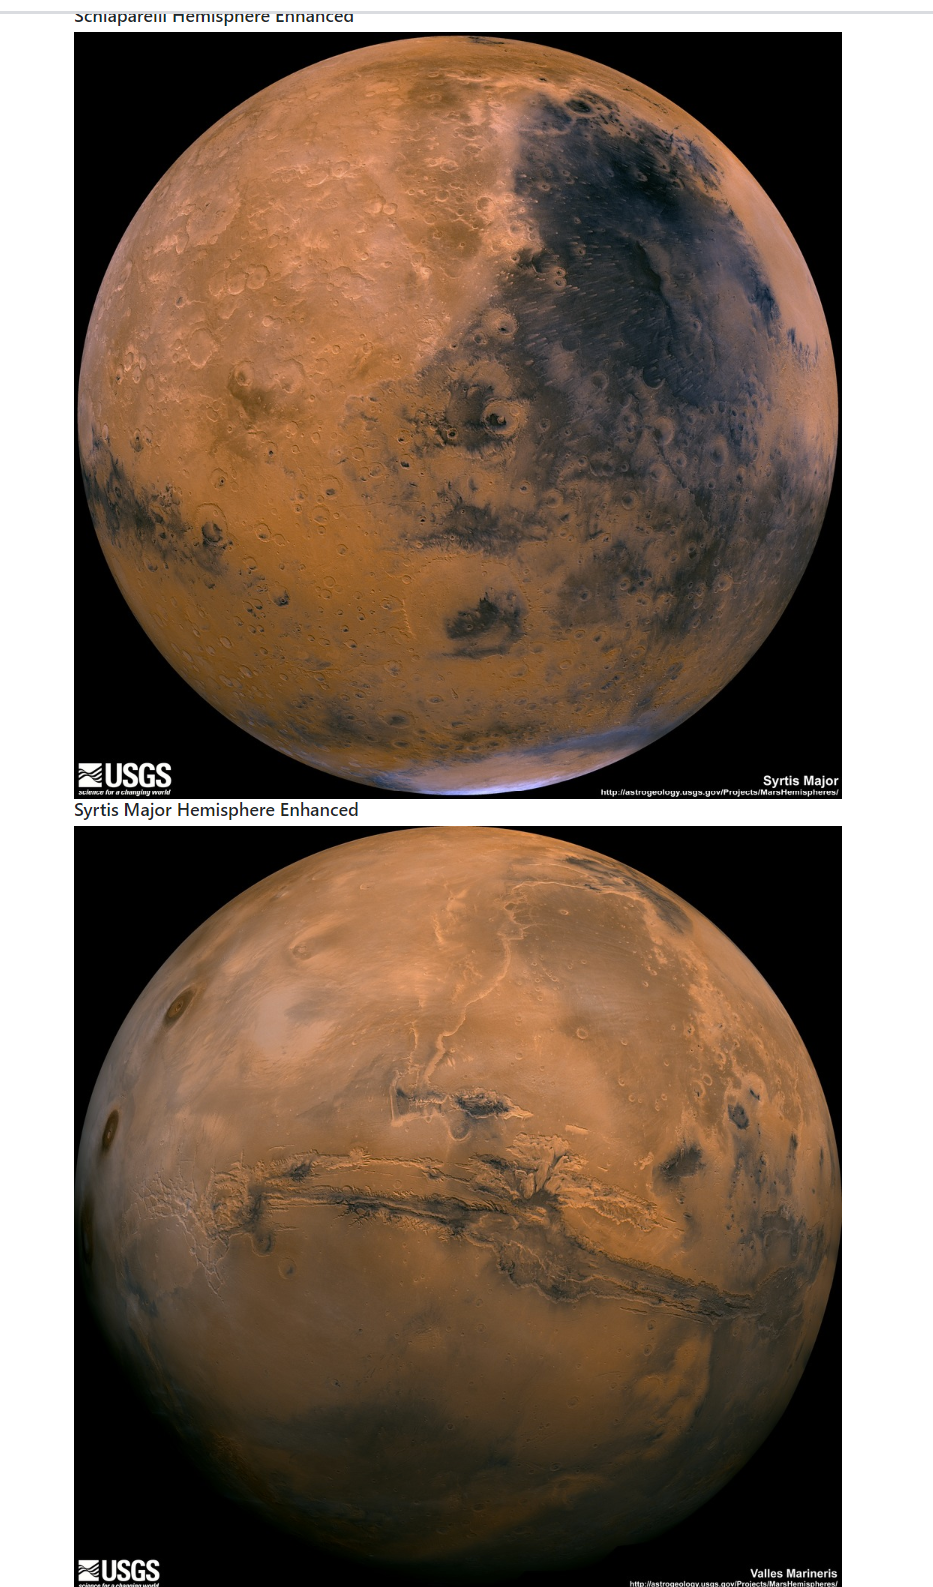 Schiaparelli Hemisphere Enhanced
USGS
science for a changing world
Syrtis Major
http://astrogeology.usgs.gov/Projects/MarsHemispheres/
Syrtis Major Hemisphere Enhanced
USGS
science for a changing world
Valles Marineris
http://astrogeology.usgs.gov/Projects/MarsHemispheres/